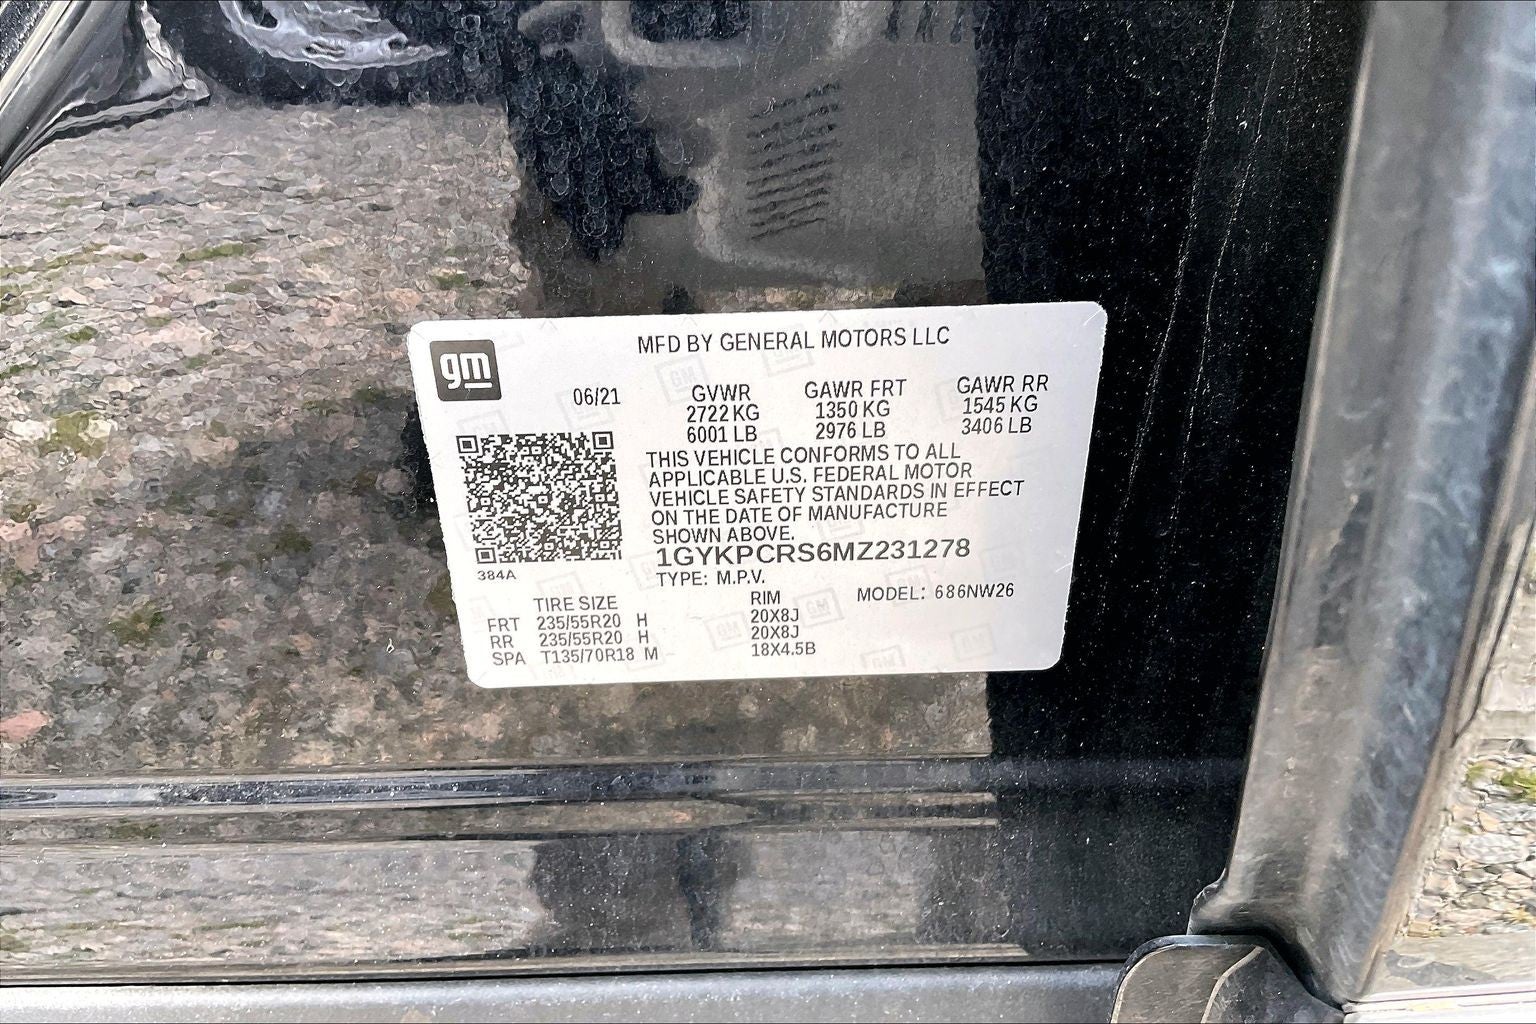 gm
MFD BY GENERAL MOTORS LLC
06/21 GVWR GAWR FRT GAWR RR
2722 KG 1350 KG 1545 KG
6001 LB 2976 LB 3406 LB
THIS VEHICLE CONFORMS TO ALL
APPLICABLE U.S. FEDERAL MOTOR
VEHICLE SAFETY STANDARDS IN EFFECT
ON THE DATE OF MANUFACTURE
SHOWN ABOVE.
1GYKPCRS6MZ231278
384A
TYPE: M.P.V. MODEL: 686NW26
TIRE SIZE RIM
FRT 235/55R20 H 20X8J
RR 235/55R20 H 20X8J
SPA T135/70R18 M 18X4.5B